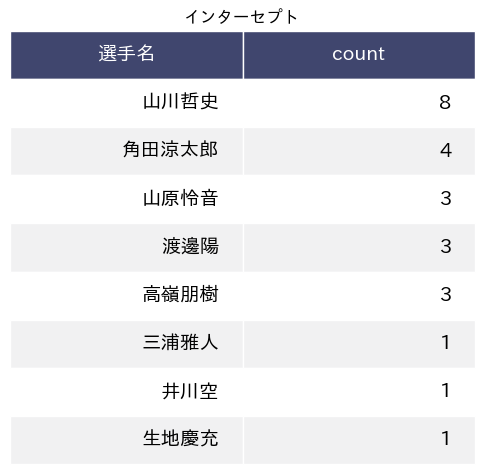 インターセプト
選手名 count
山川哲史 8
角田涼太郎 4
山原怜音 3
渡邊陽 3
高嶺朋樹 3
三浦雅人 1
井川空 1
生地慶充 1